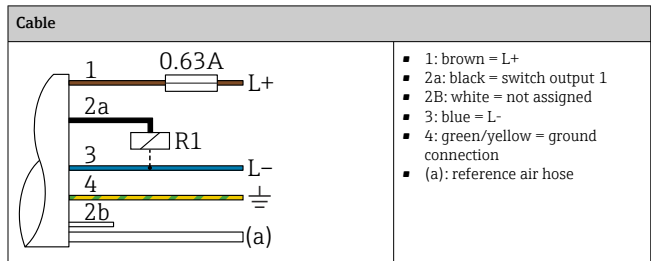 Cable
1
0.63A
L+
2a
R1
3
L–
4
2b
(a)
▪ 1: brown = L+
▪ 2a: black = switch output 1
▪ 2B: white = not assigned
▪ 3: blue = L-
▪ 4: green/yellow = ground
connection
▪ (a): reference air hose